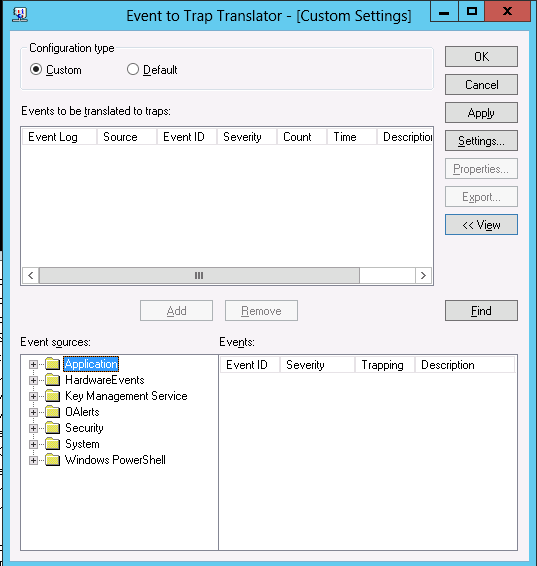 Event to Trap Translator - [Custom Settings]
Configuration type
Custom Default
OK
Cancel
Events to be translated to traps:
Apply
Event Log Source Event ID Severity Count Time Description
Settings...
Properties...
Export...
<< View
Add Remove Find
Event sources: Events:
Application Event ID Severity Trapping Description
HardwareEvents
Key Management Service
OAlerts
Security
System
Windows PowerShell